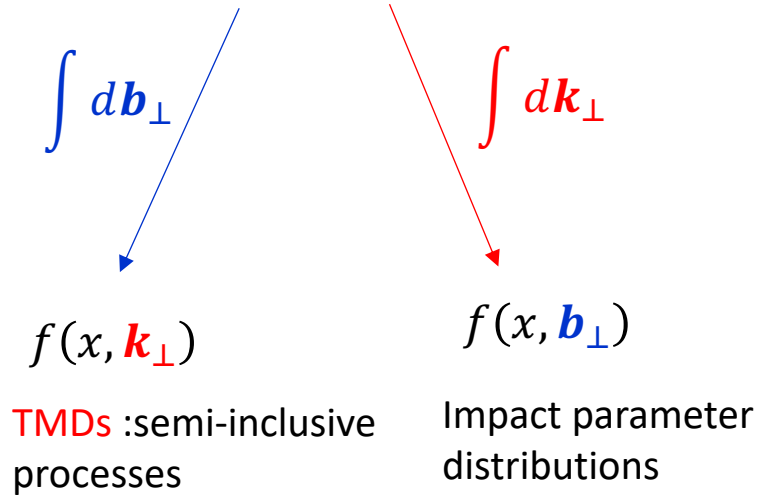 ∫ d𝒃⊥
∫ d𝒌⊥
f(x, 𝒌⊥)
f(x, 𝒃⊥)
TMDs :semi-inclusive
processes
Impact parameter
distributions